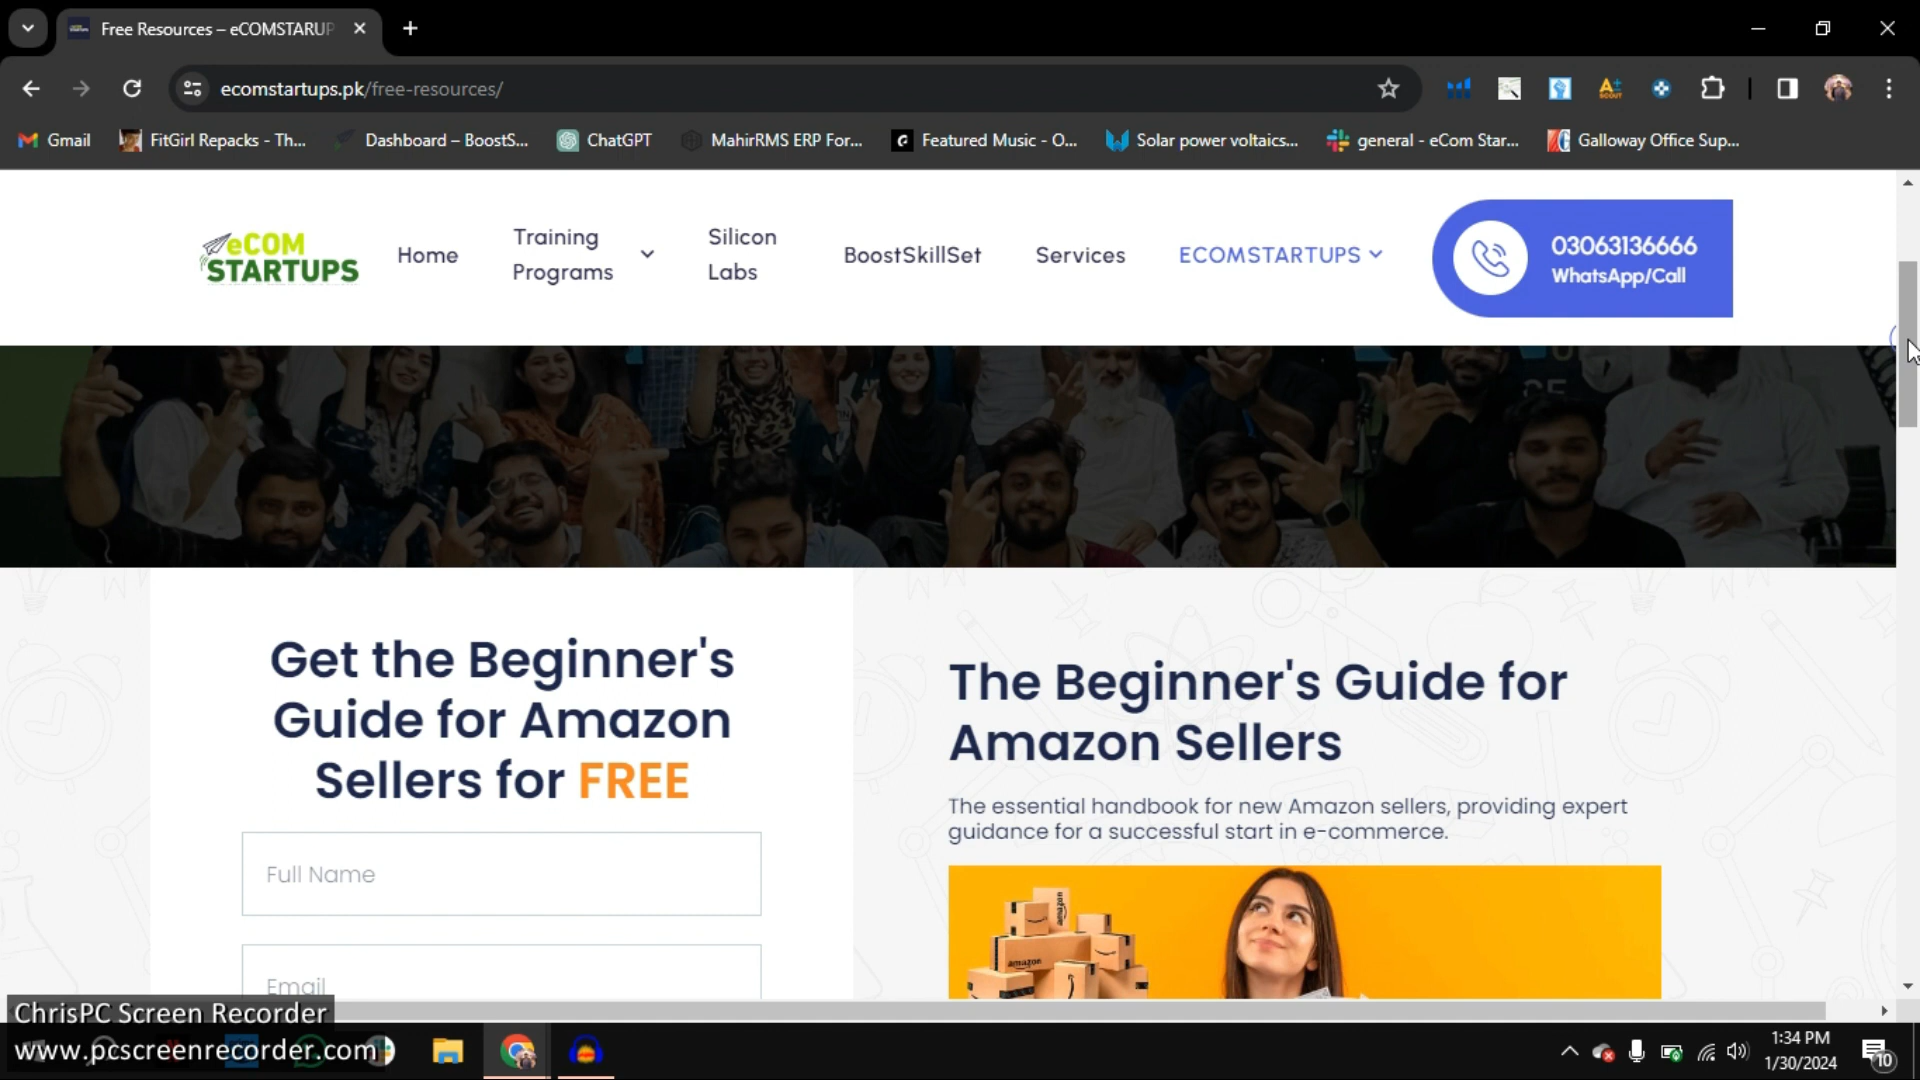 Free Resources – eCOMSTARUP
ecomstartups.pk/free-resources/
Gmail
FitGirl Repacks - Th...
Dashboard – BoostS...
ChatGPT
MahirRMS ERP For...
Featured Music - O...
Solar power voltaics...
general - eCom Star...
Galloway Office Sup...
eCOM
STARTUPS
Home
Training
Programs
Silicon
Labs
BoostSkillSet
Services
ECOMSTARTUPS
03063136666
WhatsApp/Call
Get the Beginner's
Guide for Amazon
Sellers for FREE
Full Name
Email
The Beginner's Guide for
Amazon Sellers
The essential handbook for new Amazon sellers, providing expert
guidance for a successful start in e-commerce.
amazon
ChrisPC Screen Recorder
www.pcscreenrecorder.com
1:34 PM
1/30/2024
10